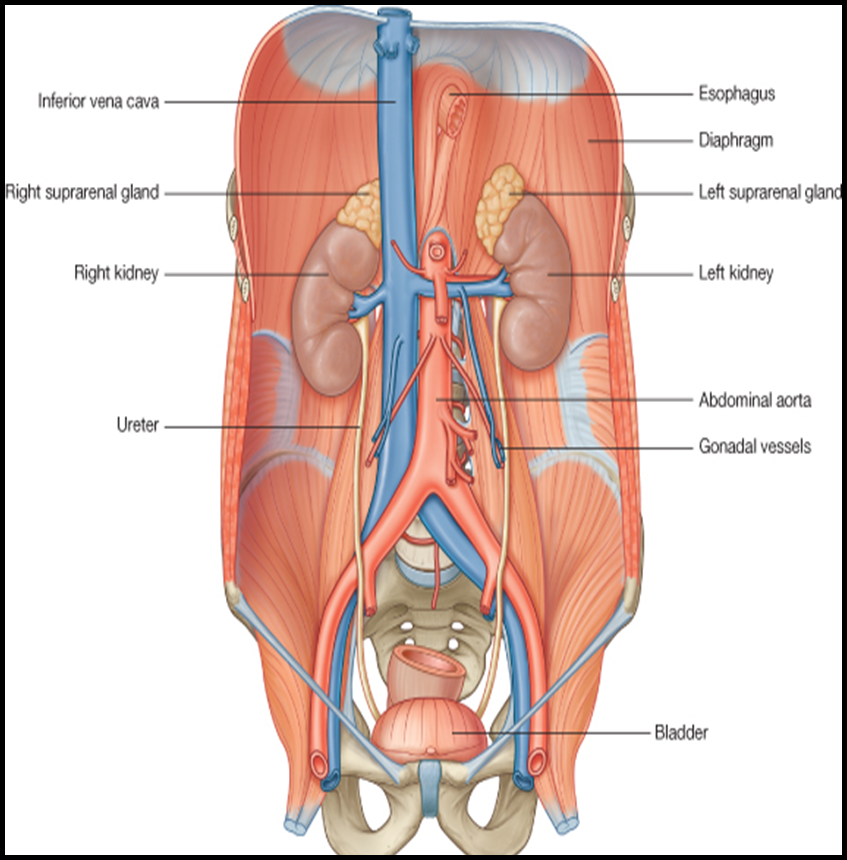 Inferior vena cava
Esophagus
Diaphragm
Right suprarenal gland
Left suprarenal gland
Right kidney
Left kidney
Abdominal aorta
Ureter
Gonadal vessels
Bladder